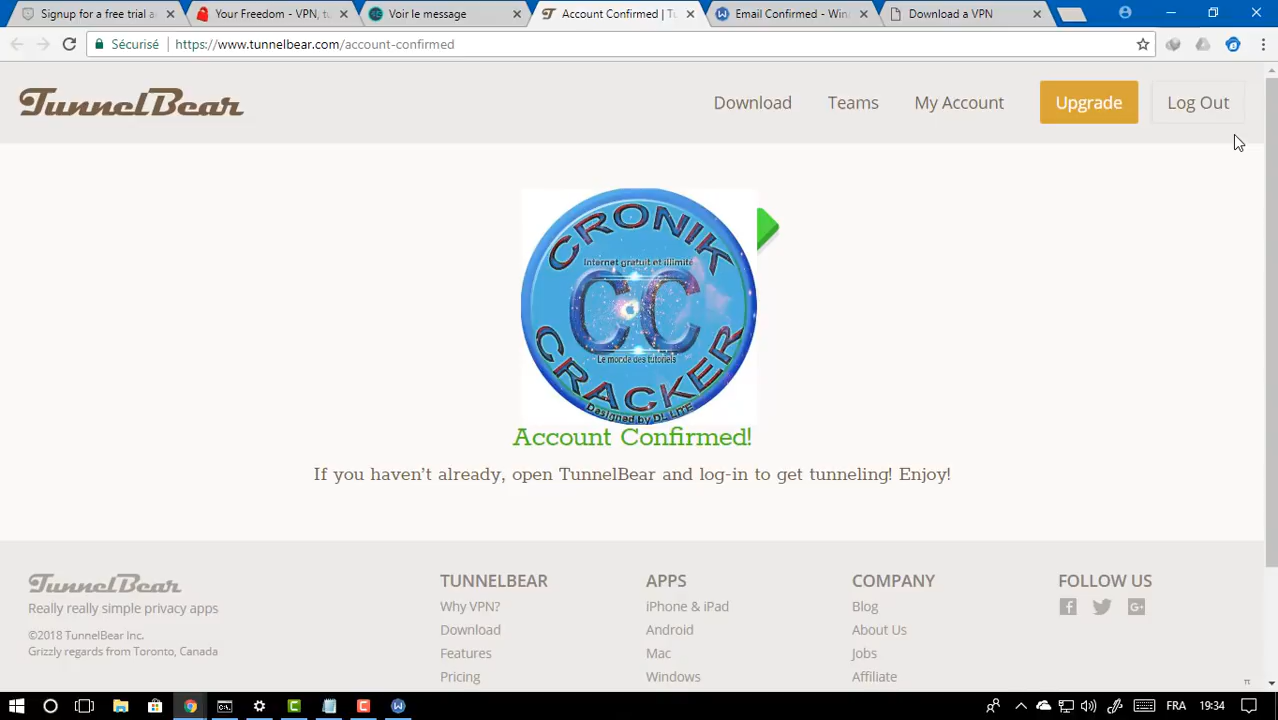 Signup for a free trial a
Your Freedom - VPN, tu
Voir le message
Account Confirmed | Tu
Email Confirmed - Win
Download a VPN
Sécurisé
https://www.tunnelbear.com/account-confirmed
TunnelBear
Download
Teams
My Account
Upgrade
Log Out
CRONIK
Internet gratuit et illimité
CC
Le monde des tutoriels
CRACKER
Designed by DL LITE
Account Confirmed!
If you haven't already, open TunnelBear and log-in to get tunneling! Enjoy!
TunnelBear
Really really simple privacy apps
©2018 TunnelBear Inc.
Grizzly regards from Toronto, Canada
TUNNELBEAR
Why VPN?
Download
Features
Pricing
APPS
iPhone & iPad
Android
Mac
Windows
COMPANY
Blog
About Us
Jobs
Affiliate
FOLLOW US
FRA
19:34